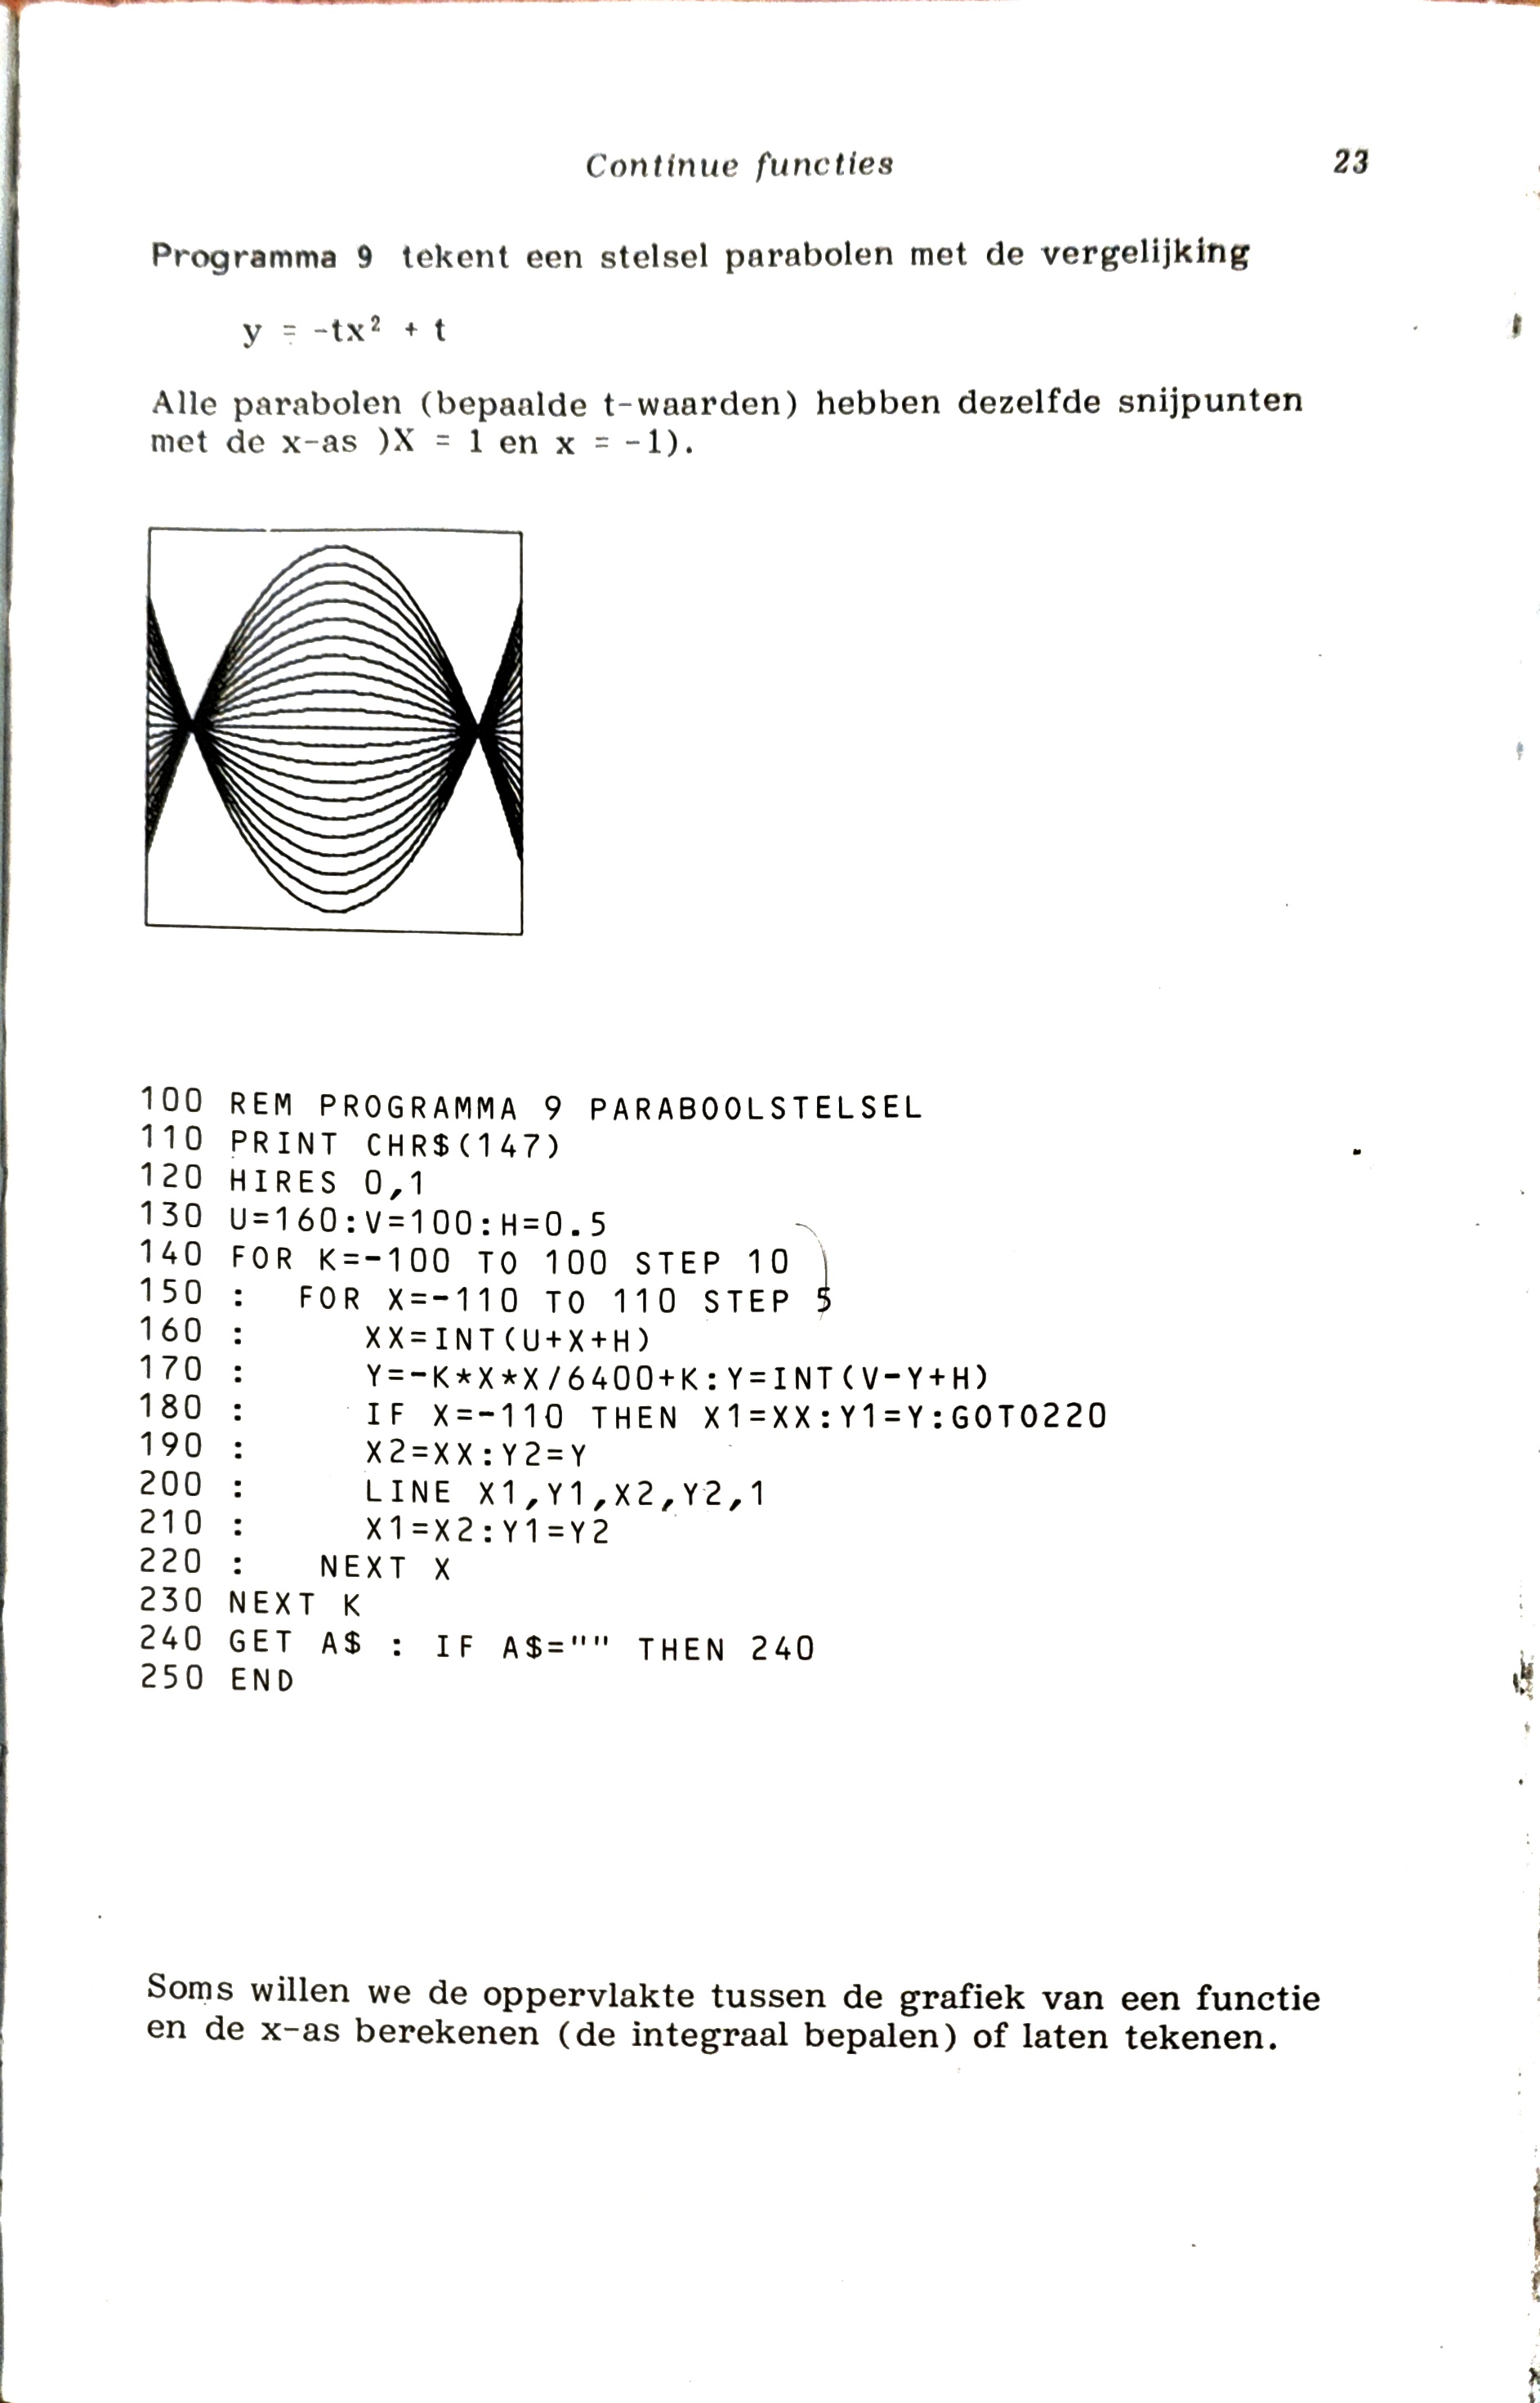 Continue functies 23
Programma 9 tekent een stelsel parabolen met de vergelijking
y = -tx² + t
Alle parabolen (bepaalde t-waarden) hebben dezelfde snijpunten
met de x-as )X = 1 en x = -1).
100 REM PROGRAMMA 9 PARABOOLSTELSEL
110 PRINT CHR$(147)
120 HIRES 0,1
130 U=160:V=100:H=0.5
140 FOR K=-100 TO 100 STEP 10
150 :   FOR X=-110 TO 110 STEP 5
160 :      XX=INT(U+X+H)
170 :      Y=-K*X*X/6400+K:Y=INT(V-Y+H)
180 :      IF X=-110 THEN X1=XX:Y1=Y:GOTO220
190 :      X2=XX:Y2=Y
200 :      LINE X1,Y1,X2,Y2,1
210 :      X1=X2:Y1=Y2
220 :    NEXT X
230 NEXT K
240 GET A$ : IF A$="" THEN 240
250 END
Soms willen we de oppervlakte tussen de grafiek van een functie
en de x-as berekenen (de integraal bepalen) of laten tekenen.